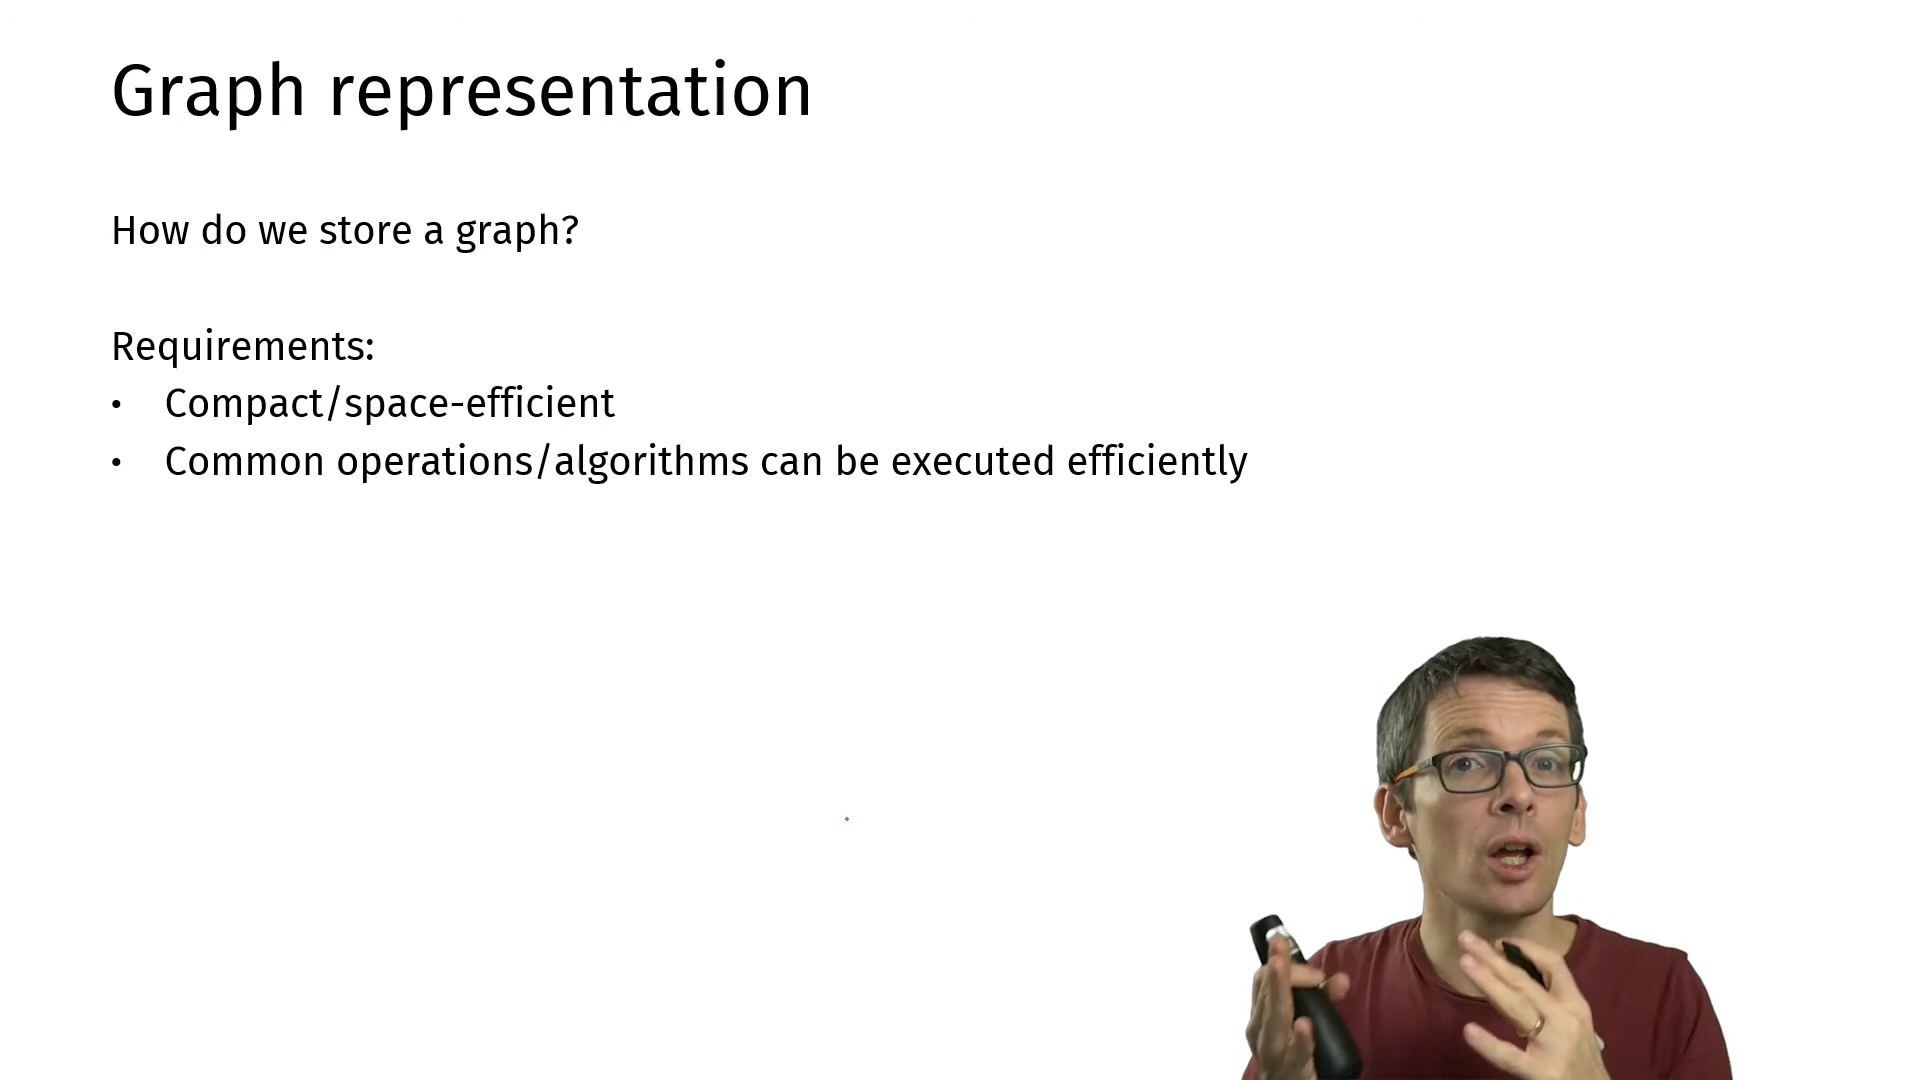 Graph representation
How do we store a graph?
Requirements:
• Compact/space-efficient
• Common operations/algorithms can be executed efficiently